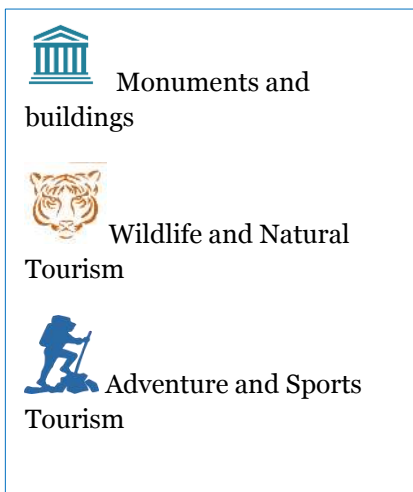 Monuments and
buildings
Wildlife and Natural
Tourism
Adventure and Sports
Tourism